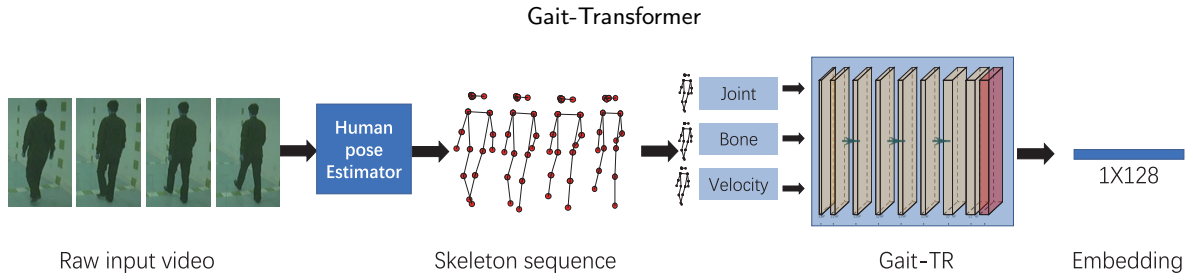 Gait-Transformer
Human
pose
Estimator
Joint
Bone
Velocity
1X128
Raw input video
Skeleton sequence
Gait-TR
Embedding